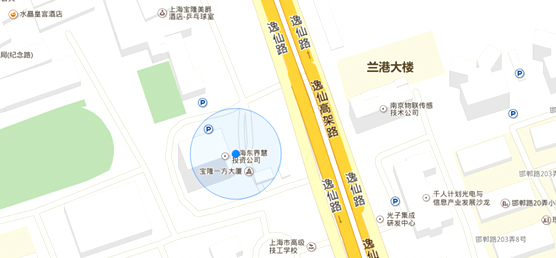 水晶皇宫酒店
上海宝隆美爵
酒店-乒乓球室
逸仙路
逸仙路
局(纪念路)
兰港大楼
P
逸仙高架路
P
南京物联传感
技术公司
P
P
P
海东界慧
投资公司
宝隆一方大厦
邯郸路203弄
逸仙路
逸仙路
千人计划光电与
信息产业发展沙龙
P
邯郸路20弄小
光子集成
研发中心
上海市高级
技工学校
邯郸路203弄8号
逸仙